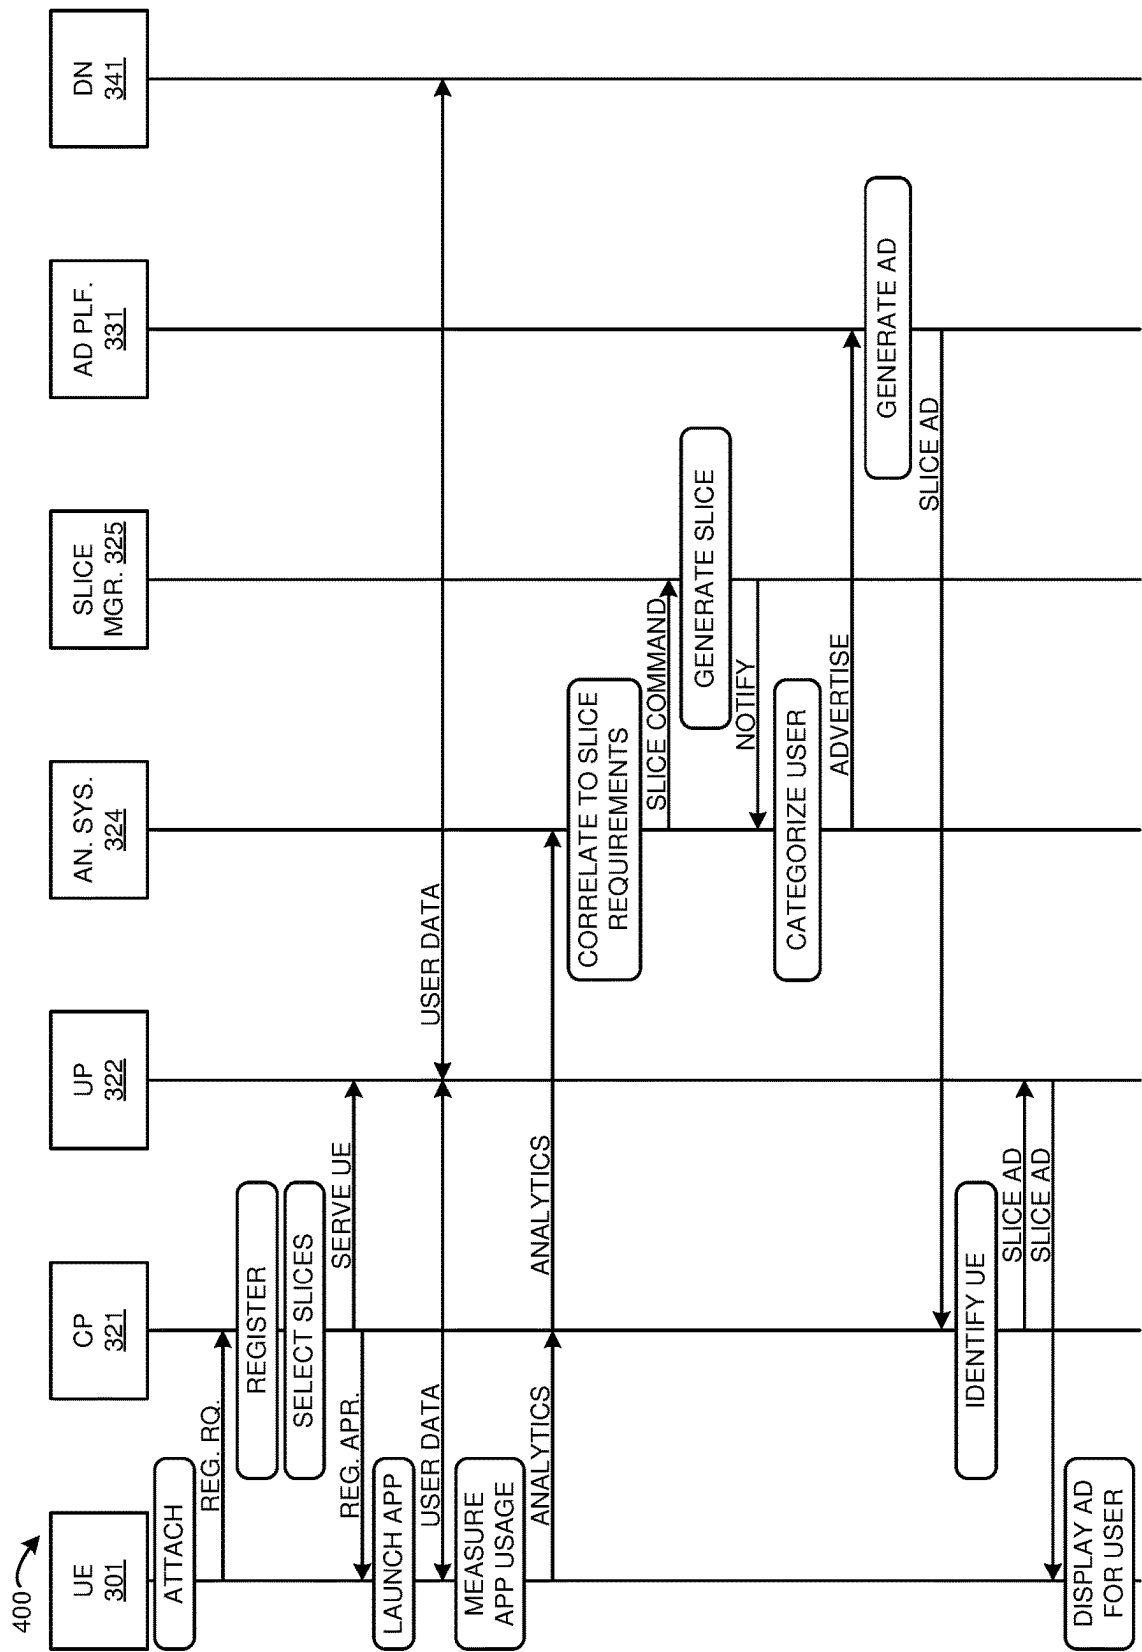 400
UE
301
CP
321
UP
322
AN. SYS.
324
SLICE
MGR. 325
AD PLF.
331
DN
341
ATTACH
REG. RQ.
REGISTER
SELECT SLICES
SERVE UE
REG. APR.
LAUNCH APP
USER DATA
USER DATA
MEASURE
APP USAGE
ANALYTICS
ANALYTICS
CORRELATE TO SLICE
REQUIREMENTS
SLICE COMMAND
GENERATE SLICE
NOTIFY
CATEGORIZE USER
ADVERTISE
GENERATE AD
SLICE AD
IDENTIFY UE
SLICE AD
SLICE AD
DISPLAY AD
FOR USER